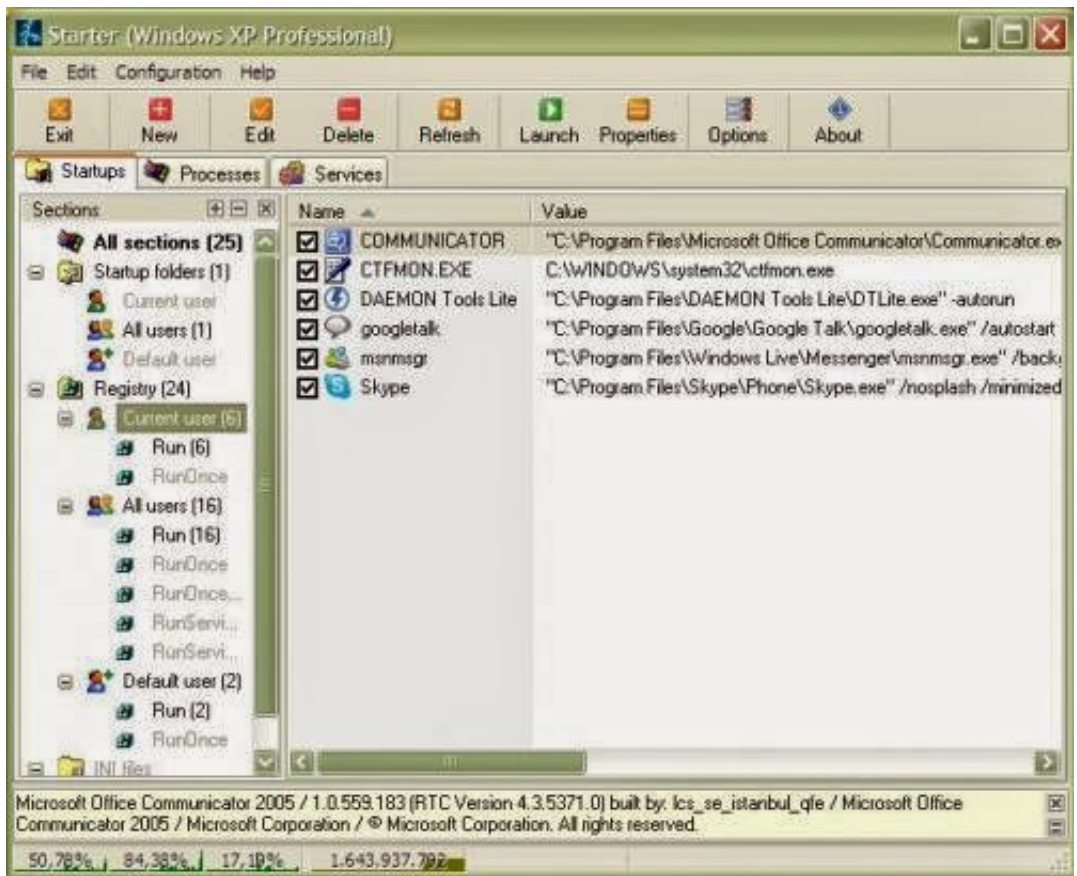 Starter (Windows XP Professional)
File Edit Configuration Help
Exit New Edit Delete Refresh Launch Properties Options About
Startups Processes Services
Sections
All sections (25)
Startup folders (1)
Current user
All users (1)
Default user
Registry (24)
Current user (6)
Run (6)
RunOnce
All users (16)
Run (16)
RunOnce
RunOnce...
RunServi...
RunServi...
Default user (2)
Run (2)
RunOnce
INI files
Name Value
COMMUNICATOR "C:\Program Files\Microsoft Office Communicator\Communicator.ex
CTFMON.EXE C:\WINDOWS\system32\ctfmon.exe
DAEMON Tools Lite "C:\Program Files\DAEMON Tools Lite\DTLite.exe" -autorun
googletalk "C:\Program Files\Google\Google Talk\googletalk.exe" /autostart
msnmsgr "C:\Program Files\Windows Live\Messenger\msnmsgr.exe" /back
Skype "C:\Program Files\Skype\Phone\Skype.exe" /nosplash /minimized
Microsoft Office Communicator 2005 / 1.0.559.183 (RTC Version 4.3.5371.0) built by: lcs_se_istanbul_qfe / Microsoft Office
Communicator 2005 / Microsoft Corporation / © Microsoft Corporation. All rights reserved.
50,78% 84,38% 17,19% 1.643.937.792